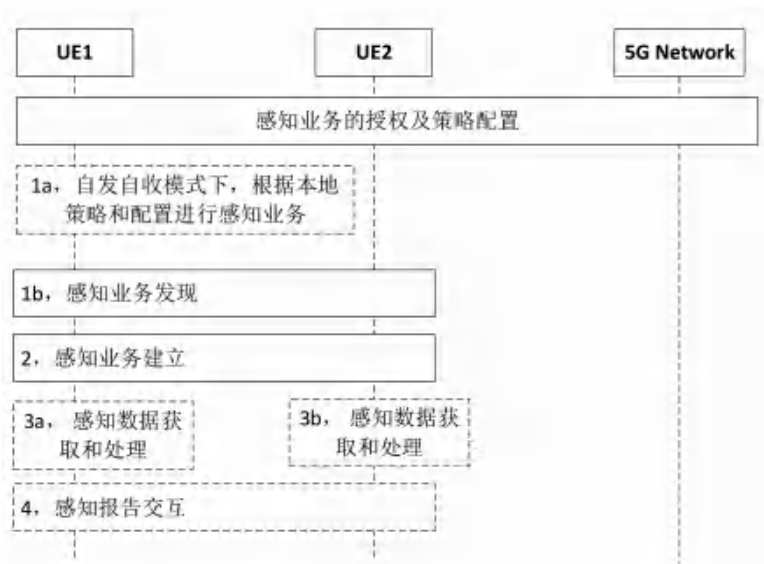 UE1
UE2
5G Network
感知业务的授权及策略配置
1a，自发自收模式下，根据本地
策略和配置进行感知业务
1b，感知业务发现
2，感知业务建立
3a， 感知数据获
取和处理
3b， 感知数据获
取和处理
4，感知报告交互